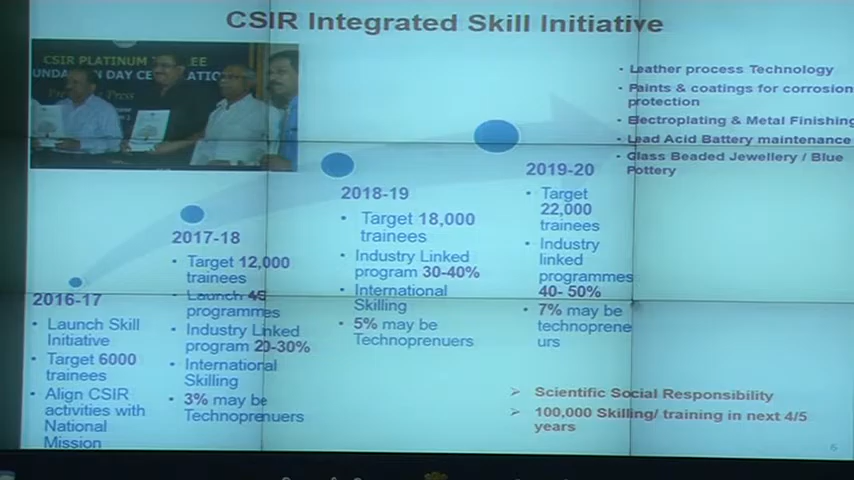 CSIR Integrated Skill Initiative
CSIR PLATINUM
DAY
• Leather process Technology
• Paints & coatings for corrosion
protection
• Electroplating & Metal Finishing
• Lead Acid Battery maintenance
• Glass Beaded Jewellery / Blue
Pottery
2016-17
• Launch Skill
Initiative
• Target 6000
trainees
• Align CSIR
activities with
National
Mission
2017-18
• Target 12,000
trainees
• Launch 45
programmes
• Industry Linked
program 20-30%
• International
Skilling
• 3% may be
Technoprenuers
2018-19
• Target 18,000
trainees
• Industry Linked
program 30-40%
• International
Skilling
• 5% may be
Technoprenuers
2019-20
• Target
22,000
trainees
• Industry
linked
programmes
40- 50%
• 7% may be
technoprene
urs
➢ Scientific Social Responsibility
➢ 100,000 Skilling/ training in next 4/5
years
6